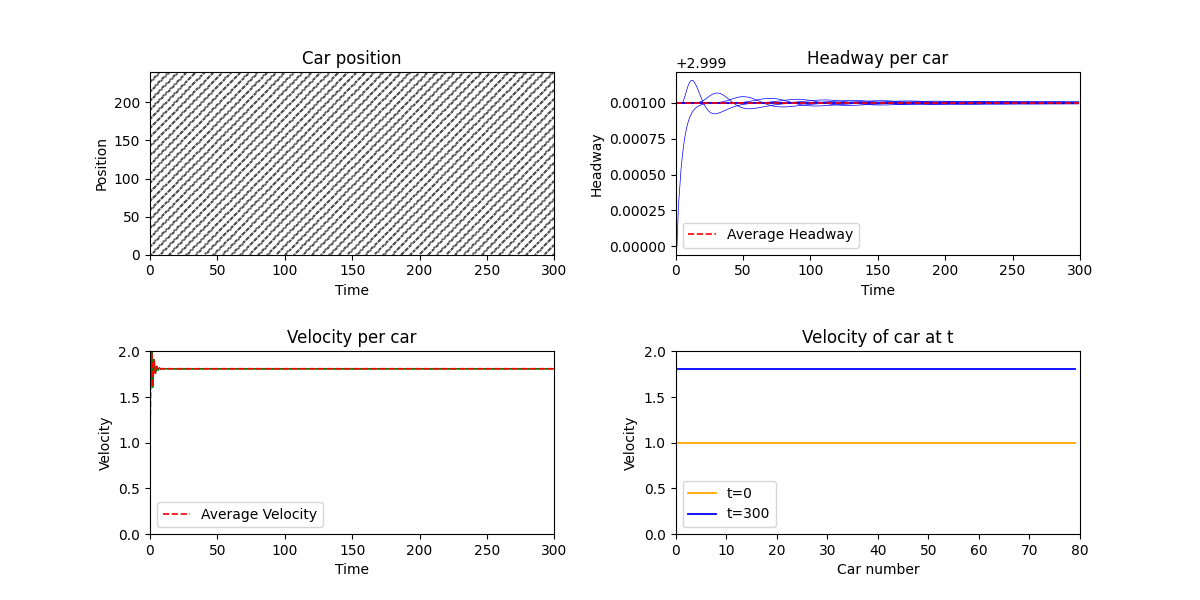 Car position
Position
200
150
100
50
0
0 50 100 150 200 250 300
Time
Headway per car
+2.999
Headway
0.00100
0.00075
0.00050
0.00025
0.00000
Average Headway
0 50 100 150 200 250 300
Time
Velocity per car
Velocity
2.0
1.5
1.0
0.5
0.0
Average Velocity
0 50 100 150 200 250 300
Time
Velocity of car at t
Velocity
2.0
1.5
1.0
0.5
0.0
t=0
t=300
0 10 20 30 40 50 60 70 80
Car number